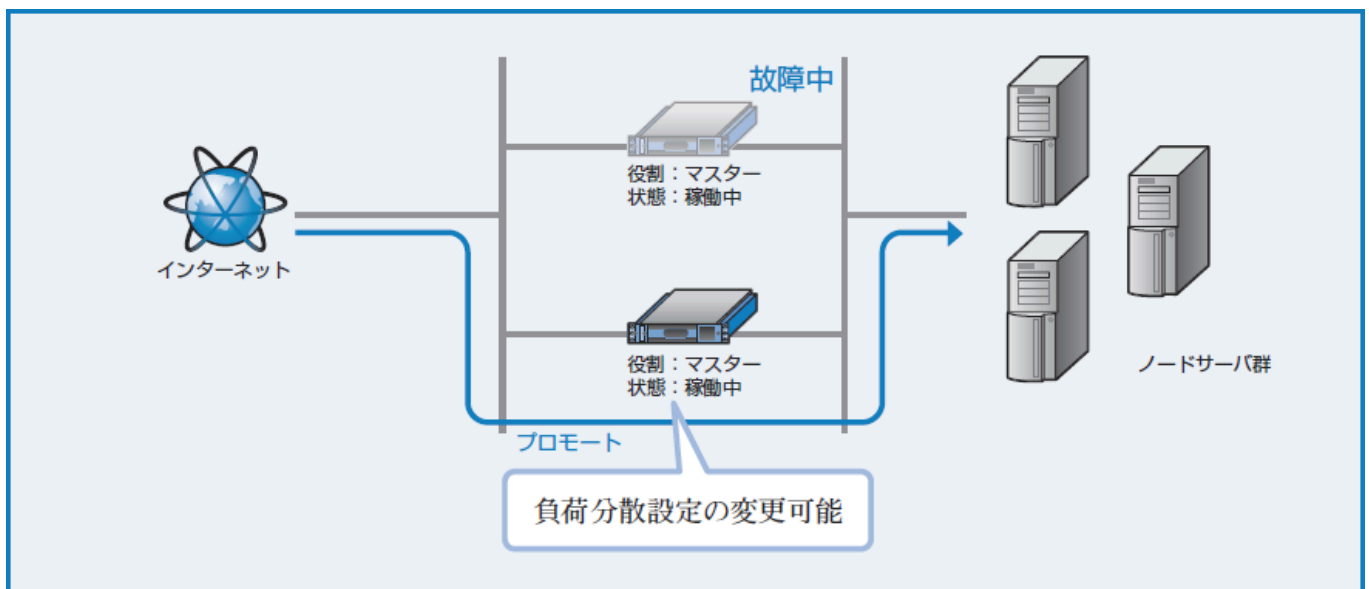 故障中
役割：マスター
状態：稼働中
インターネット
役割：マスター
状態：稼働中
ノードサーバ群
プロモート
負荷分散設定の変更可能